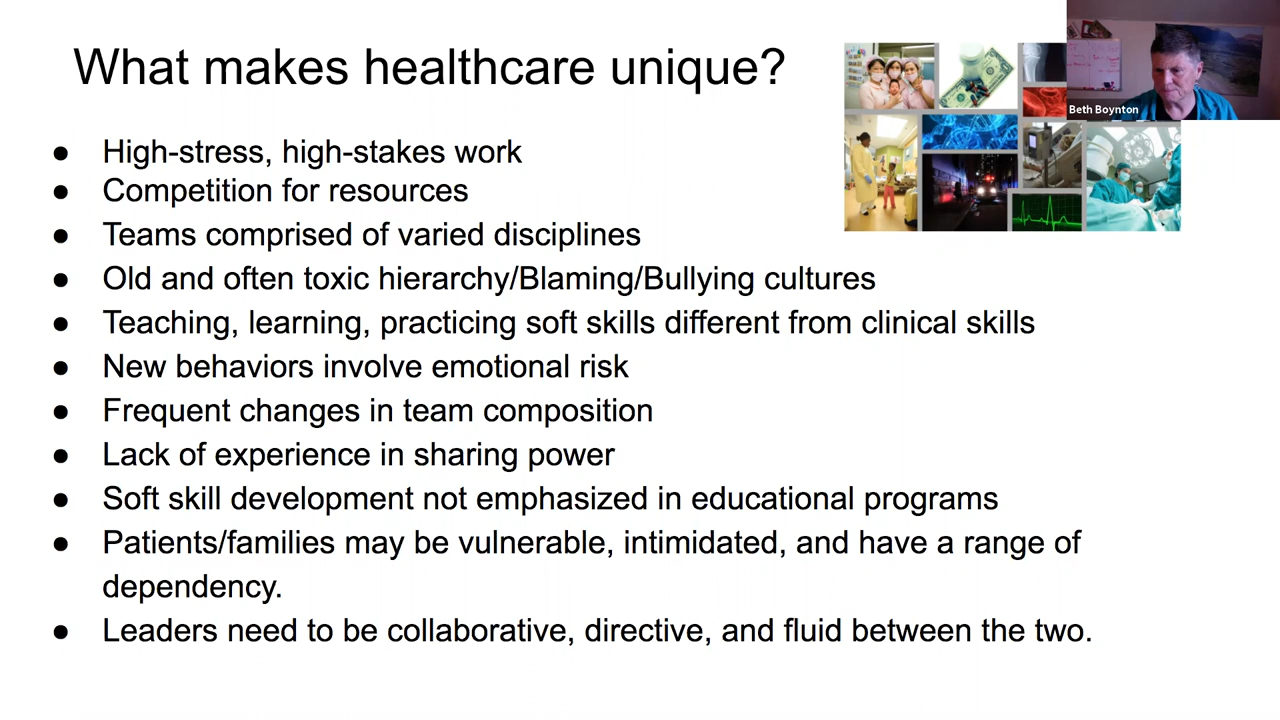 What makes healthcare unique?
Beth Boynton
● High-stress, high-stakes work
● Competition for resources
● Teams comprised of varied disciplines
● Old and often toxic hierarchy/Blaming/Bullying cultures
● Teaching, learning, practicing soft skills different from clinical skills
● New behaviors involve emotional risk
● Frequent changes in team composition
● Lack of experience in sharing power
● Soft skill development not emphasized in educational programs
● Patients/families may be vulnerable, intimidated, and have a range of
dependency.
● Leaders need to be collaborative, directive, and fluid between the two.